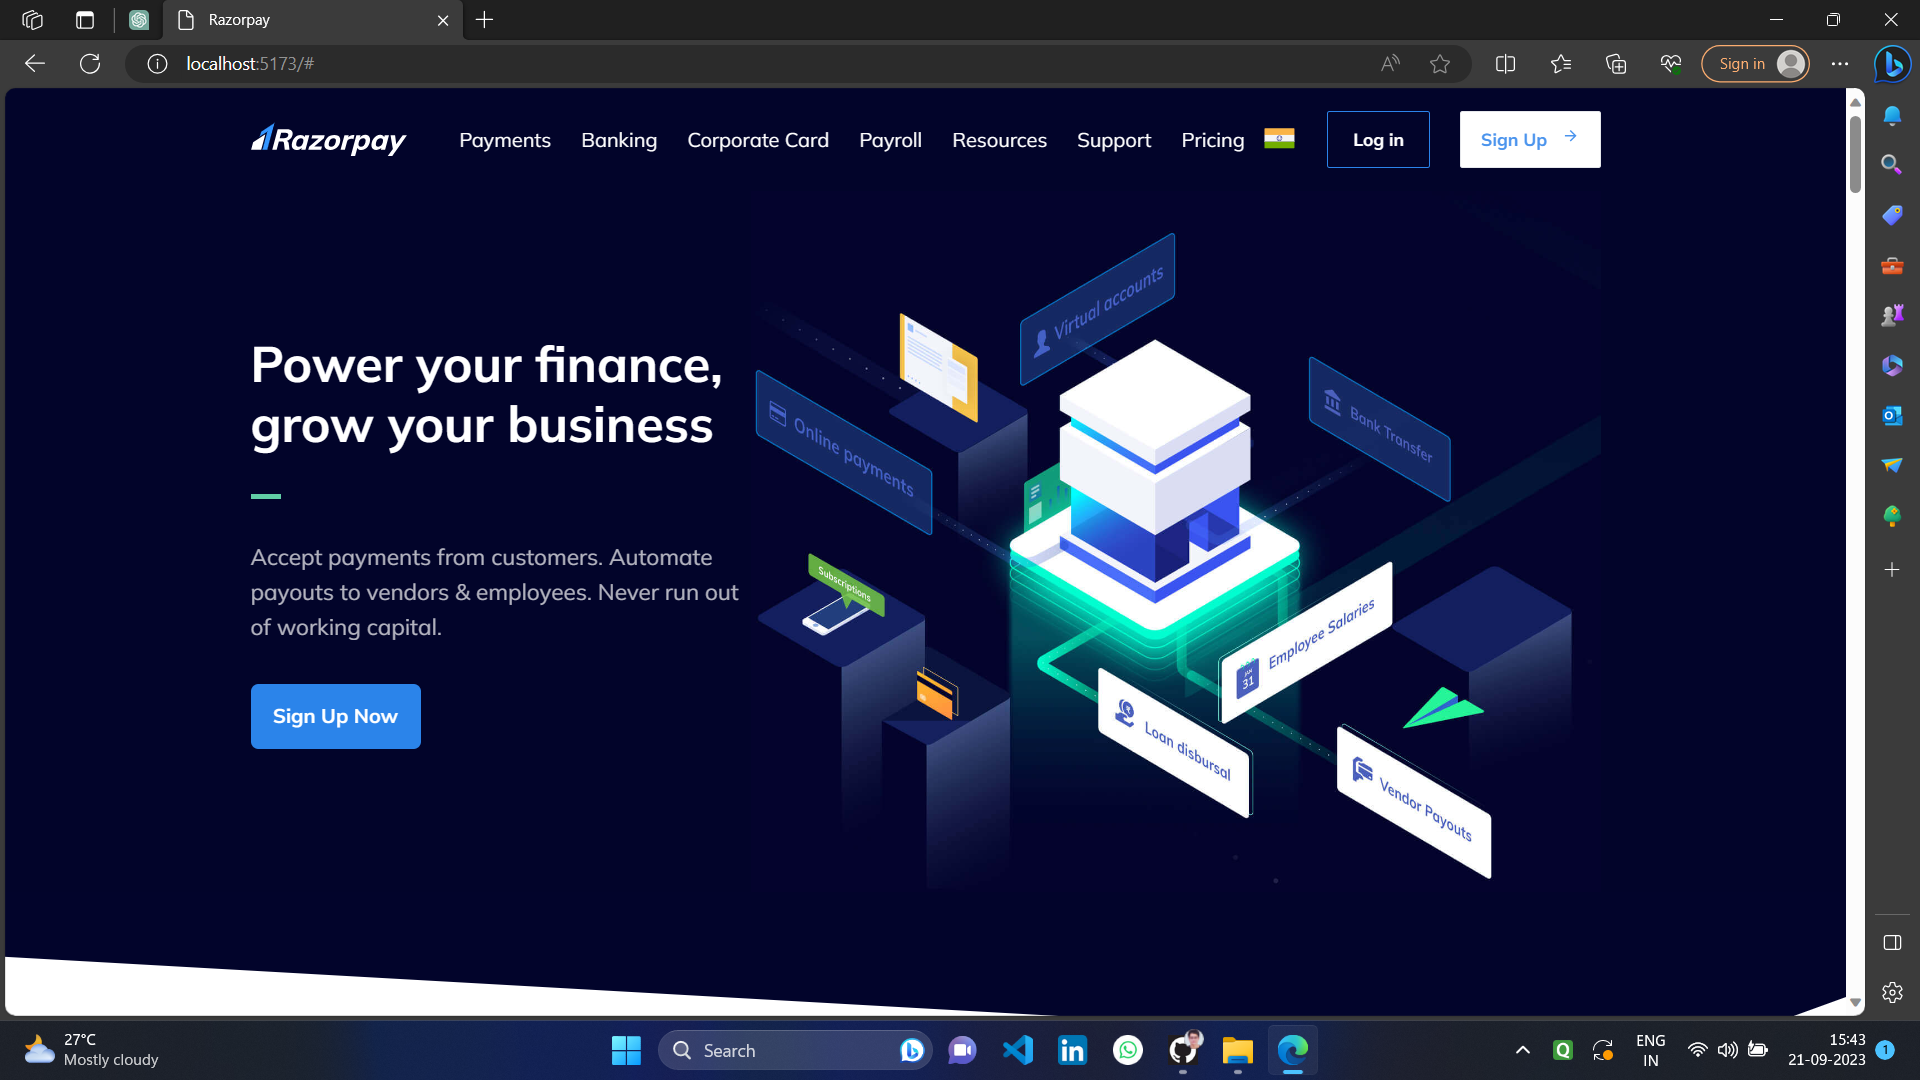 Razorpay
localhost:5173/#
Sign in
Razorpay
Payments
Banking
Corporate Card
Payroll
Resources
Support
Pricing
Log in
Sign Up
Virtual accounts
Bank Transfer
Online payments
Power your finance,
grow your business
Accept payments from customers. Automate
payouts to vendors & employees. Never run out
of working capital.
Sign Up Now
Subscriptions
Employee Salaries
JAN
31
Loan disbursal
Vendor Payouts
27°C
Mostly cloudy
Search
ENG
IN
15:43
21-09-2023
1